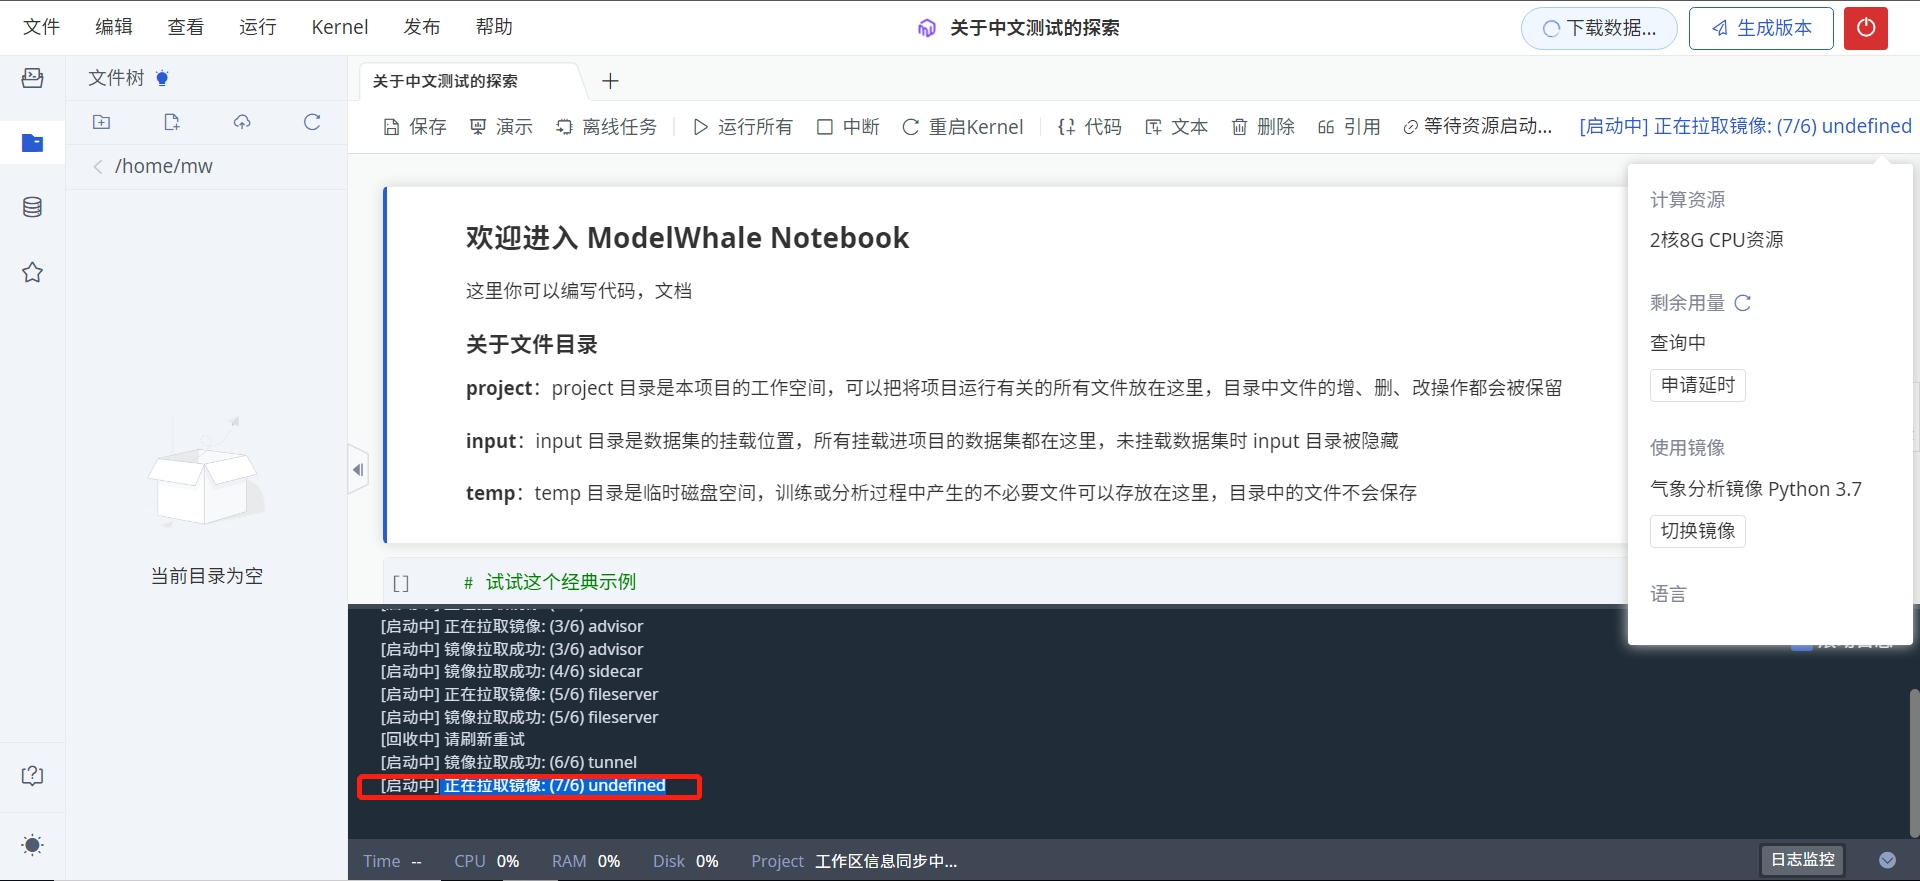 文件 编辑 查看 运行 Kernel 发布 帮助 关于中文测试的探索 下载数据... 生成版本
文件树 关于中文测试的探索
保存 演示 离线任务 运行所有 中断 重启Kernel 代码 文本 删除 引用 等待资源启动... [启动中] 正在拉取镜像: (7/6) undefined
/home/mw
当前目录为空
欢迎进入 ModelWhale Notebook
这里你可以编写代码，文档
关于文件目录
project：project 目录是本项目的工作空间，可以把将项目运行有关的所有文件放在这里，目录中文件的增、删、改操作都会被保留
input：input 目录是数据集的挂载位置，所有挂载进项目的数据集都在这里，未挂载数据集时 input 目录被隐藏
temp：temp 目录是临时磁盘空间，训练或分析过程中产生的不必要文件可以存放在这里，目录中的文件不会保存
[] # 试试这个经典示例
计算资源
2核8G CPU资源
剩余用量
查询中
申请延时
使用镜像
气象分析镜像 Python 3.7
切换镜像
语言
[启动中] 正在拉取镜像: (3/6) advisor
[启动中] 镜像拉取成功: (3/6) advisor
[启动中] 镜像拉取成功: (4/6) sidecar
[启动中] 正在拉取镜像: (5/6) fileserver
[启动中] 镜像拉取成功: (5/6) fileserver
[回收中] 请刷新重试
[启动中] 镜像拉取成功: (6/6) tunnel
[启动中] 正在拉取镜像: (7/6) undefined
Time -- CPU 0% RAM 0% Disk 0% Project 工作区信息同步中... 日志监控